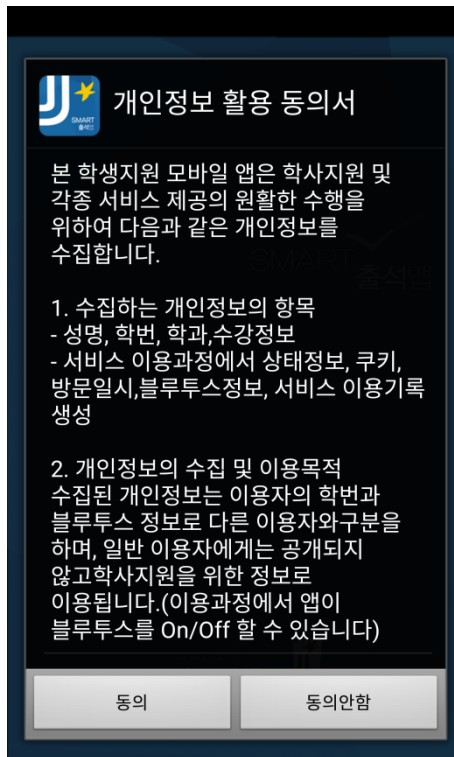 J
SMART
출석앱
개인정보 활용 동의서
본 학생지원 모바일 앱은 학사지원 및
각종 서비스 제공의 원활한 수행을
위하여 다음과 같은 개인정보를
수집합니다.
SMART
출석앱
1. 수집하는 개인정보의 항목
- 성명, 학번, 학과,수강정보
- 서비스 이용과정에서 상태정보, 쿠키,
방문일시,블루투스정보, 서비스 이용기록
생성
2. 개인정보의 수집 및 이용목적
수집된 개인정보는 이용자의 학번과
블루투스 정보로 다른 이용자와구분을
하며, 일반 이용자에게는 공개되지
않고학사지원을 위한 정보로
이용됩니다.(이용과정에서 앱이
블루투스를 On/Off 할 수 있습니다)
동의
동의안함